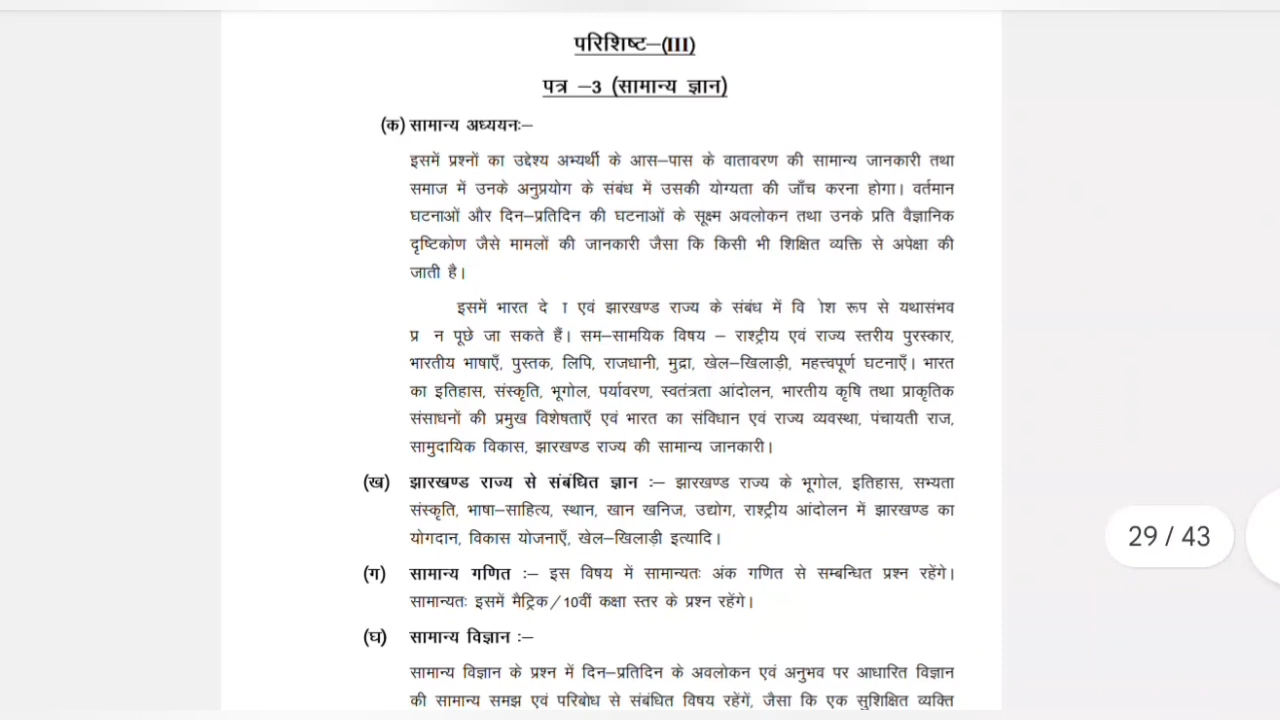 परिशिष्ट–(III)
पत्र –3 (सामान्य ज्ञान)
(क) सामान्य अध्ययनः–
इसमें प्रश्नों का उद्देश्य अभ्यर्थी के आस–पास के वातावरण की सामान्य जानकारी तथा
समाज में उनके अनुप्रयोग के संबंध में उसकी योग्यता की जाँच करना होगा। वर्तमान
घटनाओं और दिन–प्रतिदिन की घटनाओं के सूक्ष्म अवलोकन तथा उनके प्रति वैज्ञानिक
दृष्टिकोण जैसे मामलों की जानकारी जैसा कि किसी भी शिक्षित व्यक्ति से अपेक्षा की
जाती है।
इसमें भारत दे ा एवं झारखण्ड राज्य के संबंध में वि ोश रूप से यथासंभव
प्र न पूछे जा सकते हैं। सम–सामयिक विषय – राश्ट्रीय एवं राज्य स्तरीय पुरस्कार,
भारतीय भाषाएँ, पुस्तक, लिपि, राजधानी, मुद्रा, खेल–खिलाड़ी, महत्त्वपूर्ण घटनाएँ। भारत
का इतिहास, संस्कृति, भूगोल, पर्यावरण, स्वतंत्रता आंदोलन, भारतीय कृषि तथा प्राकृतिक
संसाधनों की प्रमुख विशेषताएँ एवं भारत का संविधान एवं राज्य व्यवस्था, पंचायती राज,
सामुदायिक विकास, झारखण्ड राज्य की सामान्य जानकारी।
(ख) झारखण्ड राज्य से संबंधित ज्ञान :– झारखण्ड राज्य के भूगोल, इतिहास, सभ्यता
संस्कृति, भाषा–साहित्य, स्थान, खान खनिज, उद्योग, राश्ट्रीय आंदोलन में झारखण्ड का
योगदान, विकास योजनाएँ, खेल–खिलाड़ी इत्यादि।
29 / 43
(ग) सामान्य गणित :– इस विषय में सामान्यतः अंक गणित से सम्बन्धित प्रश्न रहेंगे।
सामान्यतः इसमें मैट्रिक/10वीं कक्षा स्तर के प्रश्न रहेंगे।
(घ) सामान्य विज्ञान :–
सामान्य विज्ञान के प्रश्न में दिन–प्रतिदिन के अवलोकन एवं अनुभव पर आधारित विज्ञान
की सामान्य समझ एवं परिबोध से संबंधित विषय रहेंगें, जैसा कि एक सुशिक्षित व्यक्ति